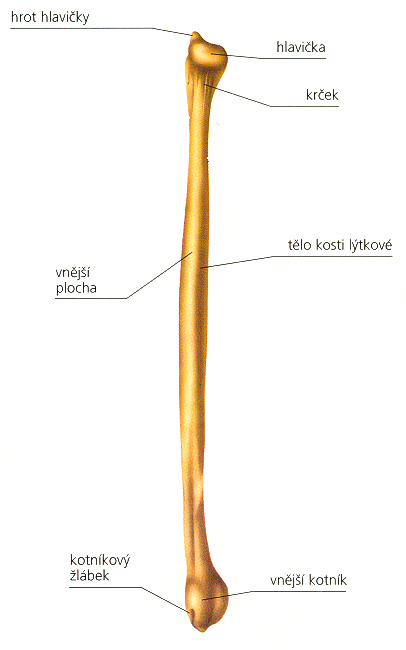 hrot hlavičky
hlavička
krček
tělo kosti lýtkové
vnější
plocha
kotníkový
žlábek
vnější kotník